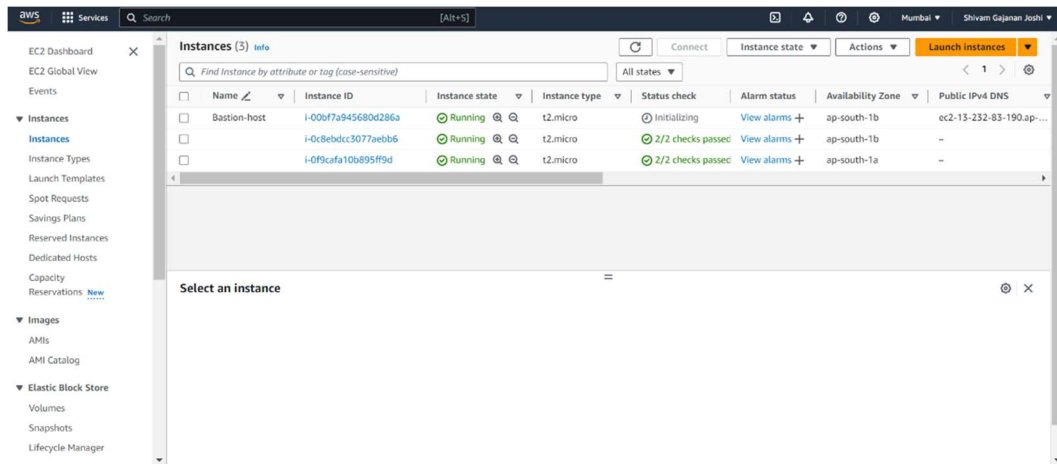 aws Services Search [Alt+S] Mumbai ▼ Shivam Gajanan Joshi ▼
EC2 Dashboard
EC2 Global View
Events
▼ Instances
Instances
Instance Types
Launch Templates
Spot Requests
Savings Plans
Reserved Instances
Dedicated Hosts
Capacity
Reservations New
▼ Images
AMIs
AMI Catalog
▼ Elastic Block Store
Volumes
Snapshots
Lifecycle Manager
Instances (3) Info Connect Instance state ▼ Actions ▼ Launch instances ▼
Find Instance by attribute or tag (case-sensitive) All states ▼ < 1 >
Name Instance ID Instance state Instance type Status check Alarm status Availability Zone Public IPv4 DNS
Bastion-host i-00bf7a945680d286a Running t2.micro Initializing View alarms + ap-south-1b ec2-13-232-83-190.ap-...
i-0c8ebdcc3077aebb6 Running t2.micro 2/2 checks passed View alarms + ap-south-1b –
i-0f9cafa10b895ff9d Running t2.micro 2/2 checks passed View alarms + ap-south-1a –
Select an instance